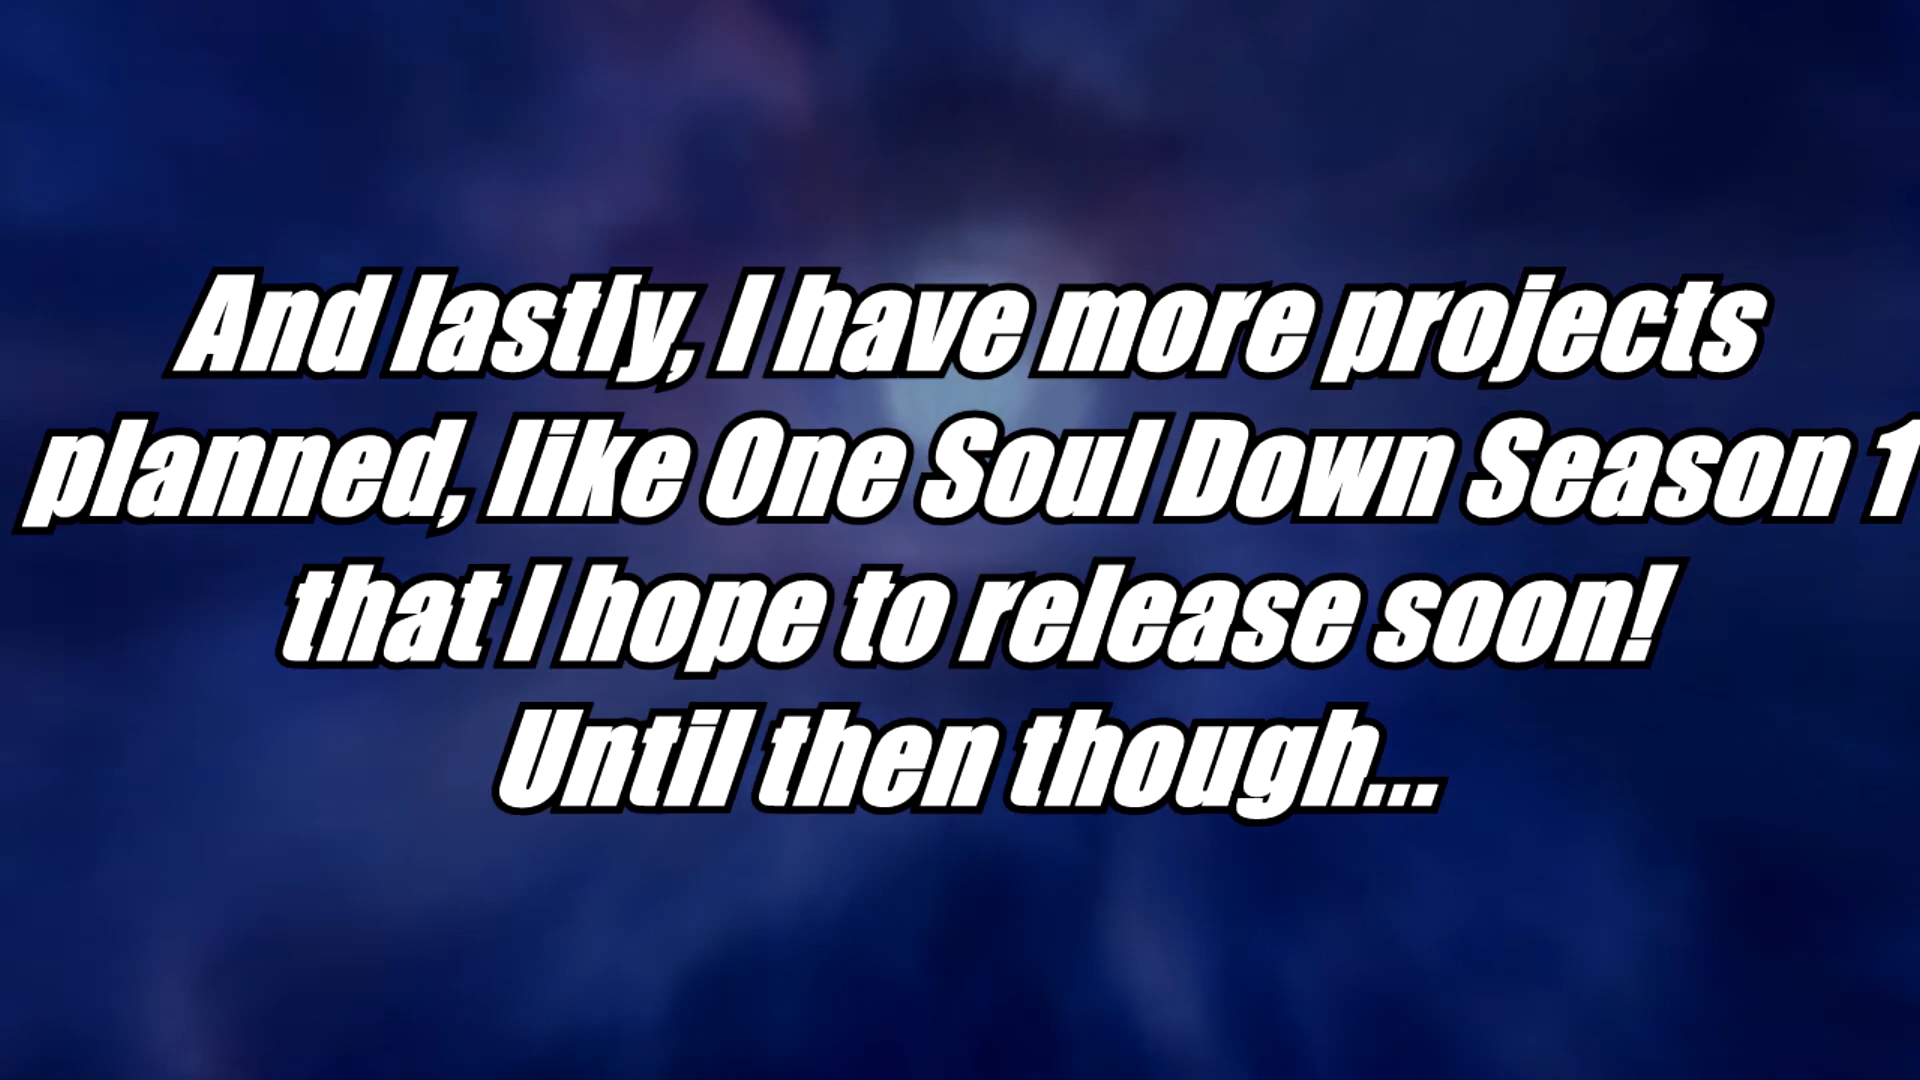 And lastly, I have more projects
planned, like One Soul Down Season 1
that I hope to release soon!
Until then though...